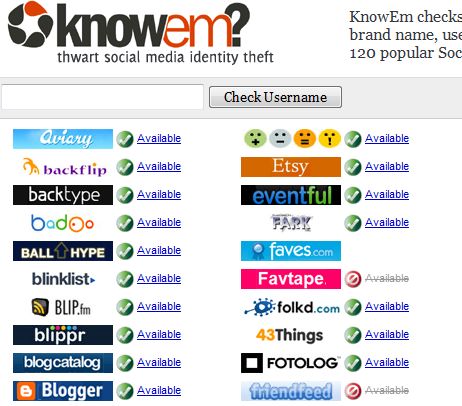 knowem?
thwart social media identity theft
KnowEm checks
brand name, use
120 popular Soc
Check Username
Aviary Available
Available
backflip Available
Etsy Available
backtype Available
eventful Available
badoo Available
FARK Available
BALL HYPE Available
faves.com
blinklist Available
Favtape. Available
BLIP.fm Available
folkd.com Available
blippr Available
43Things Available
blogcatalog Available
FOTOLOG Available
Blogger Available
friendfeed Available